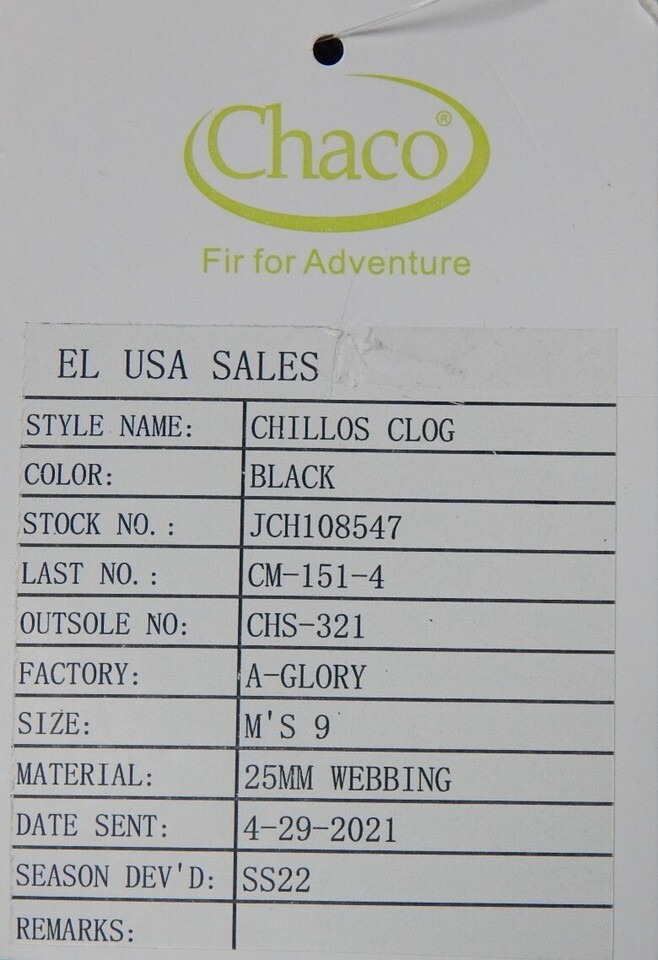 Chaco®
Fir for Adventure
EL USA SALES
STYLE NAME: CHILLOS CLOG
COLOR: BLACK
STOCK NO.: JCH108547
LAST NO.: CM-151-4
OUTSOLE NO: CHS-321
FACTORY: A-GLORY
SIZE: M'S 9
MATERIAL: 25MM WEBBING
DATE SENT: 4-29-2021
SEASON DEV'D: SS22
REMARKS: